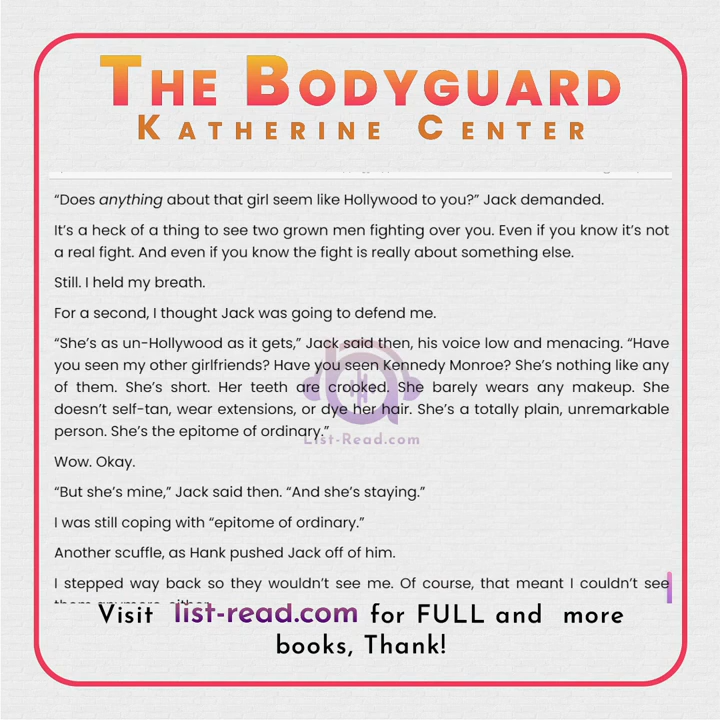 THE BODYGUARD
KATHERINE CENTER
“Does anything about that girl seem like Hollywood to you?” Jack demanded.
It’s a heck of a thing to see two grown men fighting over you. Even if you know it’s not
a real fight. And even if you know the fight is really about something else.
Still. I held my breath.
For a second, I thought Jack was going to defend me.
“She’s as un-Hollywood as it gets,” Jack said then, his voice low and menacing. “Have
you seen my other girlfriends? Have you seen Kennedy Monroe? She’s nothing like any
of them. She’s short. Her teeth are crooked. She barely wears any makeup. She
doesn’t self-tan, wear extensions, or dye her hair. She’s a totally plain, unremarkable
person. She’s the epitome of ordinary.”
List-Read.com
Wow. Okay.
“But she’s mine,” Jack said then. “And she’s staying.”
I was still coping with “epitome of ordinary.”
Another scuffle, as Hank pushed Jack off of him.
I stepped way back so they wouldn’t see me. Of course, that meant I couldn’t see
Visit list-read.com for FULL and more
books, Thank!